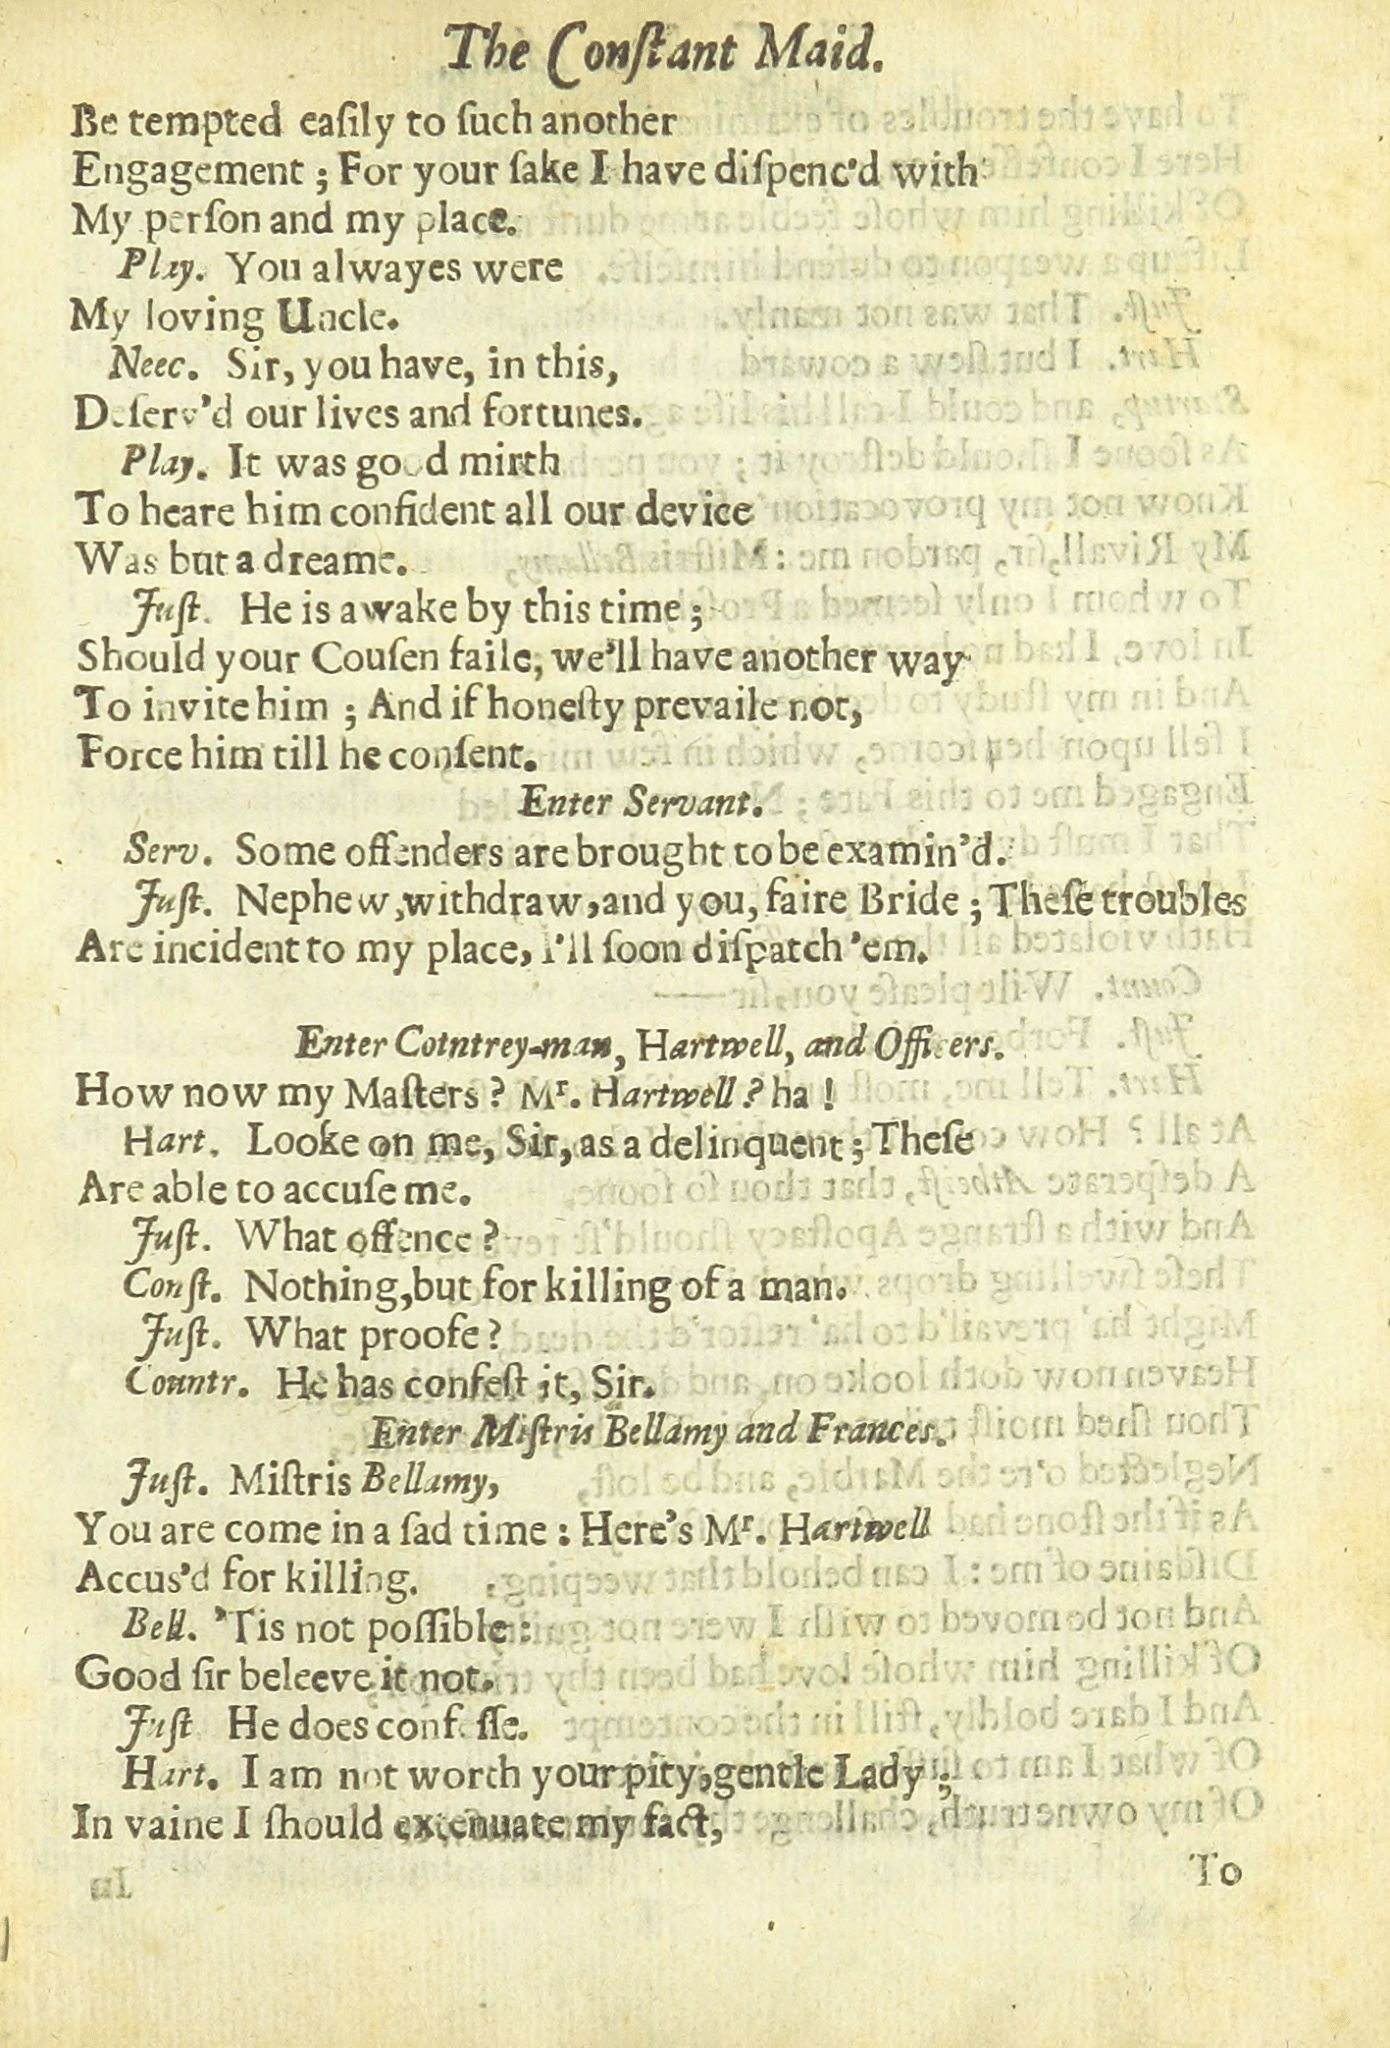 The Conſtant Maid.
Be tempted eaſily to ſuch another
Engagement; For your ſake I have diſpenc'd with
My perſon and my place.
Play. You alwayes were
My loving Uncle.
Neec. Sir, you have, in this,
Deſerv'd our lives and fortunes.
Play. It was good mirth
To heare him confident all our device
Was but a dreame.
Juſt. He is awake by this time;
Should your Couſen faile, we'll have another way
To invite him; And if honeſty prevaile not,
Force him till he conſent.
Enter Servant.
Serv. Some offenders are brought to be examin'd.
Juſt. Nephew, withdraw, and you, faire Bride; Theſe troubles
Are incident to my place, I'll ſoon diſpatch 'em.
Enter Cotntrey-man, Hartwell, and Officers.
How now my Maſters? Mr. Hartwell? ha!
Hart. Looke on me, Sir, as a delinquent; Theſe
Are able to accuſe me.
Juſt. What offence?
Conſt. Nothing, but for killing of a man.
Juſt. What proofe?
Countr. He has confeſt it, Sir.
Enter Miſtris Bellamy and Frances.
Juſt. Miſtris Bellamy,
You are come in a ſad time: Here's Mr. Hartwell
Accus'd for killing.
Bell. 'Tis not poſſible:
Good ſir beleeve it not.
Juſt He does confeſſe.
Hart. I am not worth your pity, gentle Lady;
In vaine I ſhould extenuate my fact,
To